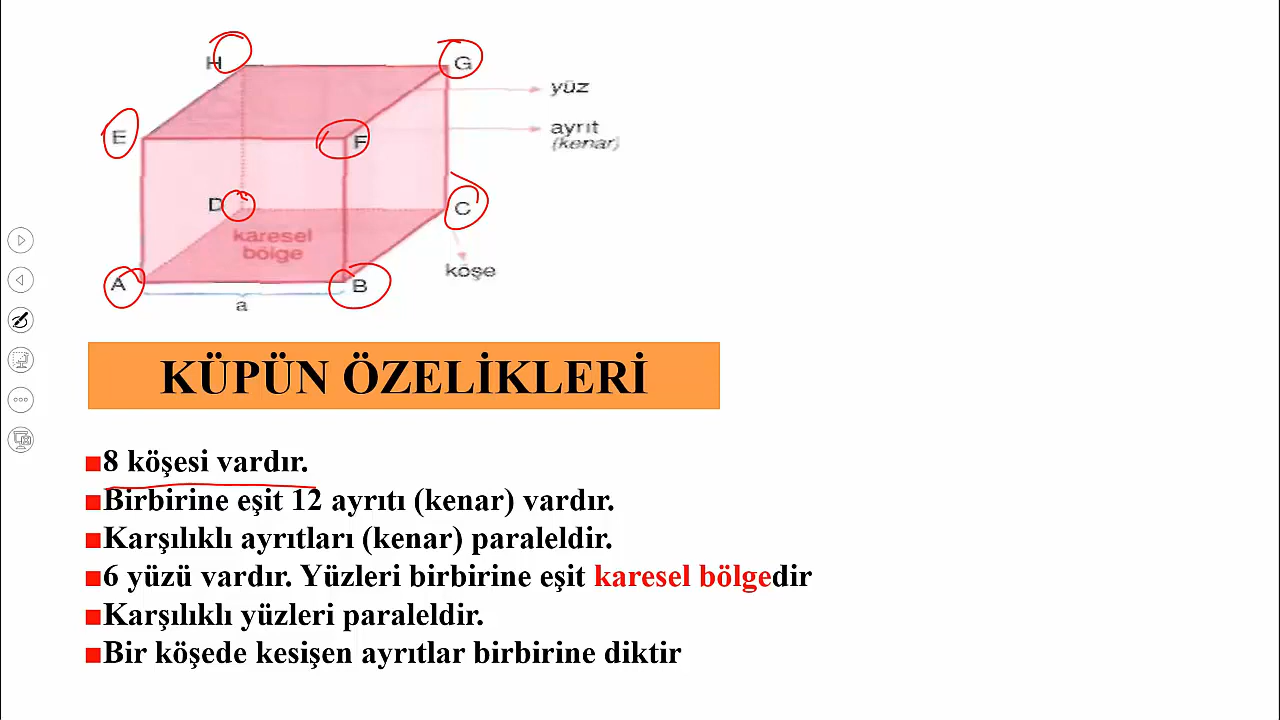 H
G
yüz
E
F
ayrıt
(kenar)
D
C
karesel
bölge
köşe
A
B
a
KÜPÜN ÖZELİKLERİ
8 köşesi vardır.
Birbirine eşit 12 ayrıtı (kenar) vardır.
Karşılıklı ayrıtları (kenar) paraleldir.
6 yüzü vardır. Yüzleri birbirine eşit karesel bölgedir
Karşılıklı yüzleri paraleldir.
Bir köşede kesişen ayrıtlar birbirine diktir